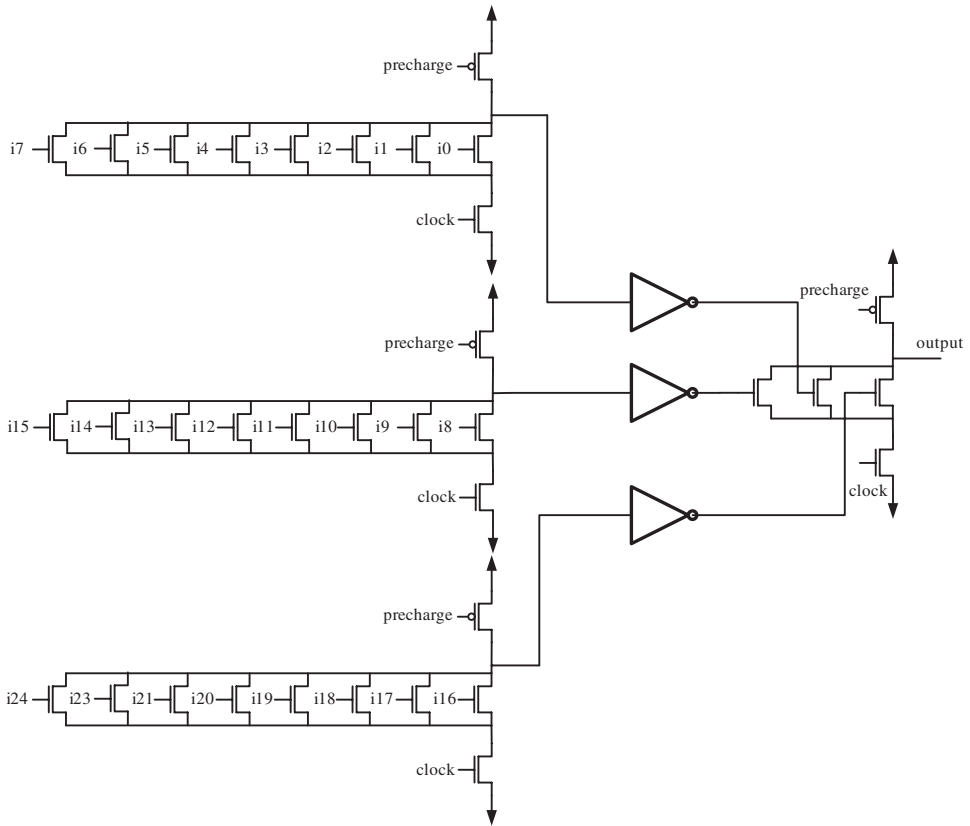 precharge
i7 i6 i5 i4 i3 i2 i1 i0
clock
precharge
precharge
output
i15 i14 i13 i12 i11 i10 i9 i8
clock
clock
precharge
i24 i23 i21 i20 i19 i18 i17 i16
clock